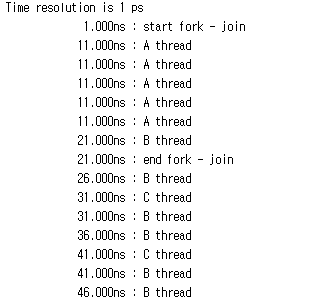 Time resolution is 1 ps
1.000ns : start fork - join
11.000ns : A thread
11.000ns : A thread
11.000ns : A thread
11.000ns : A thread
11.000ns : A thread
21.000ns : B thread
21.000ns : end fork - join
26.000ns : B thread
31.000ns : C thread
31.000ns : B thread
36.000ns : B thread
41.000ns : C thread
41.000ns : B thread
46.000ns : B thread